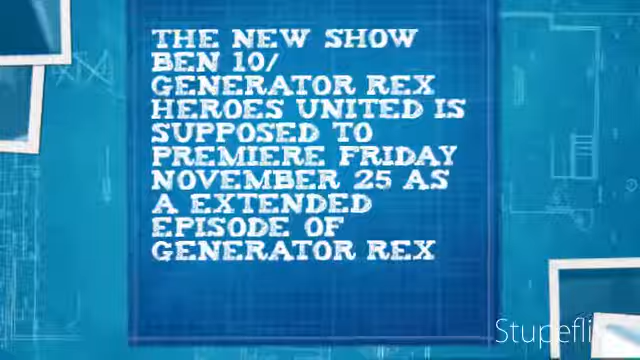 THE NEW SHOW
BEN 10/
GENERATOR REX
HEROES UNITED IS
SUPPOSED TO
PREMIERE FRIDAY
NOVEMBER 25 AS
A EXTENDED
EPISODE OF
GENERATOR REX